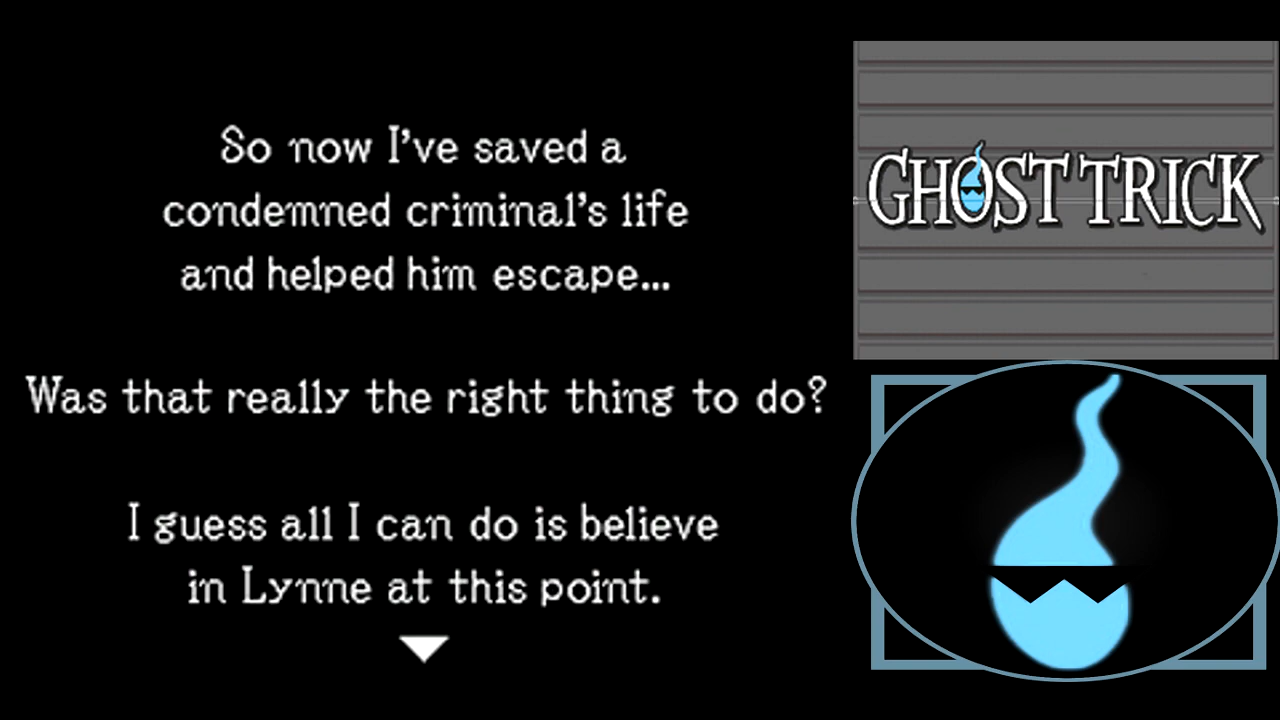 So now I've saved a
condemned criminal's life
and helped him escape...
Was that really the right thing to do?
I guess all I can do is believe
in Lynne at this point.
GHOST TRICK